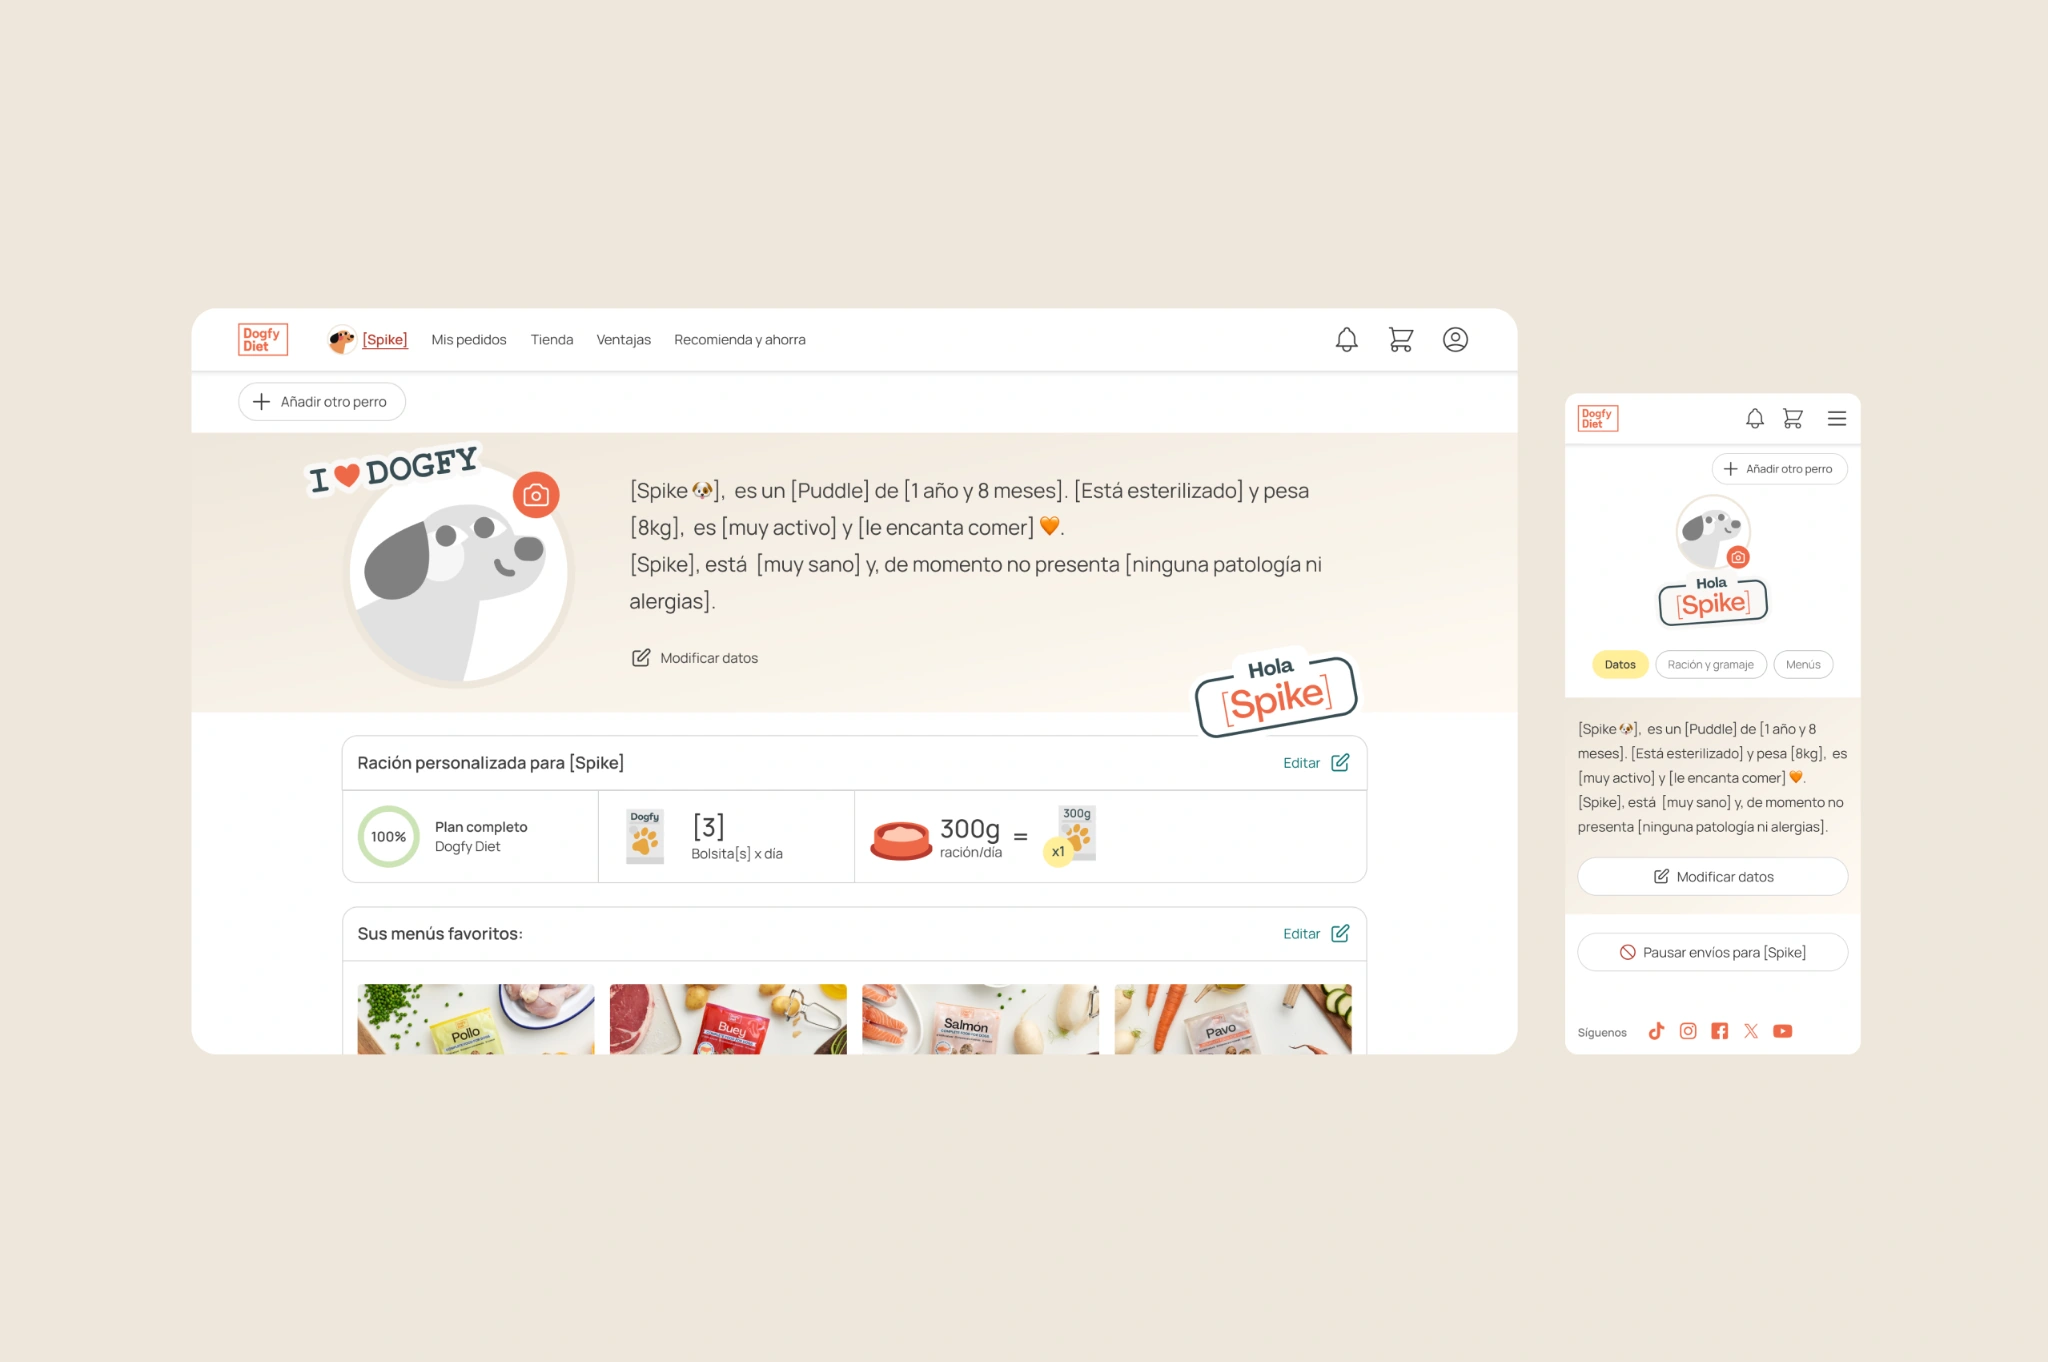 Dogfy
Diet
[Spike]
Mis pedidos
Tienda
Ventajas
Recomienda y ahorra
Añadir otro perro
I ❤ DOGFY
[Spike 🐶], es un [Puddle] de [1 año y 8 meses]. [Está esterilizado] y pesa
[8kg], es [muy activo] y [le encanta comer] 🧡.
[Spike], está [muy sano] y, de momento no presenta [ninguna patología ni
alergias].
Modificar datos
Hola
[Spike]
Ración personalizada para [Spike]
Editar
100%
Plan completo
Dogfy Diet
Dogfy
[3]
Bolsita[s] x día
300g
ración/día
=
300g
x1
Sus menús favoritos:
Editar
Pollo
Buey
Salmón
Pavo
Dogfy
Diet
Añadir otro perro
Hola
[Spike]
Datos
Ración y gramaje
Menús
[Spike 🐶], es un [Puddle] de [1 año y 8
meses]. [Está esterilizado] y pesa [8kg], es
[muy activo] y [le encanta comer] 🧡.
[Spike], está [muy sano] y, de momento no
presenta [ninguna patología ni alergias].
Modificar datos
Pausar envíos para [Spike]
Síguenos